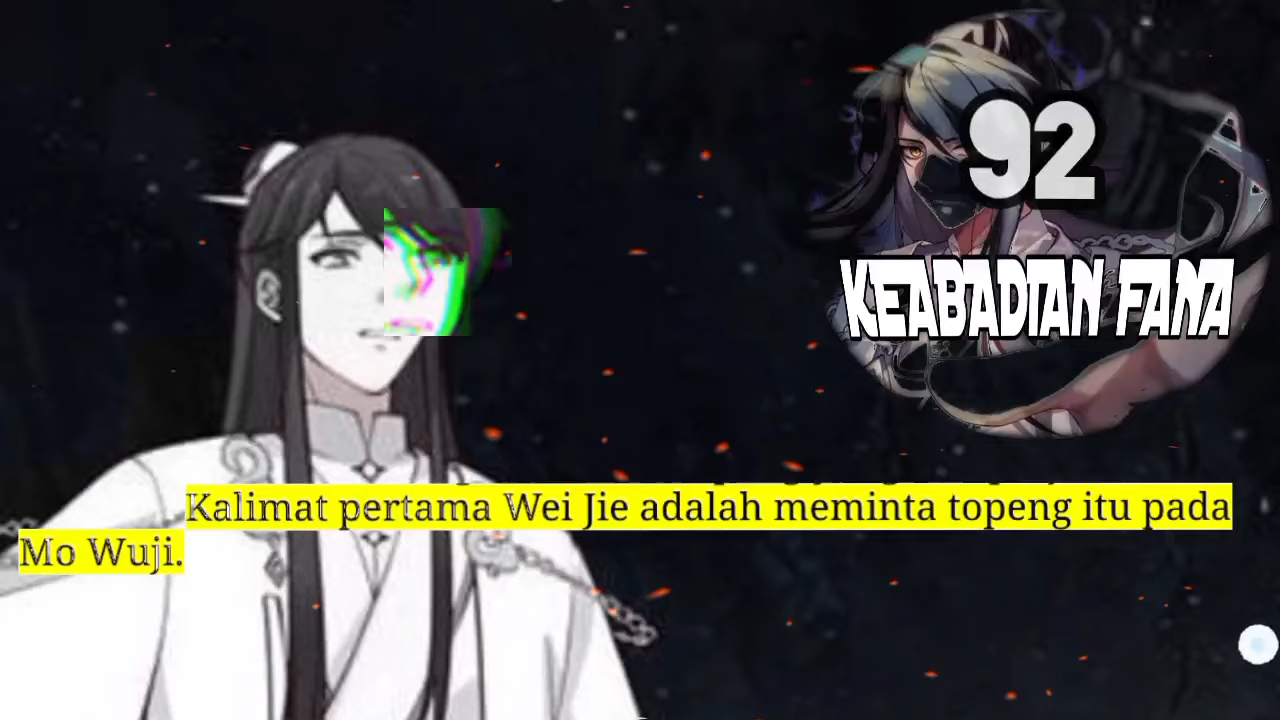 92
KEABADIAN FANA
Kalimat pertama Wei Jie adalah meminta topeng itu pada
Mo Wuji.